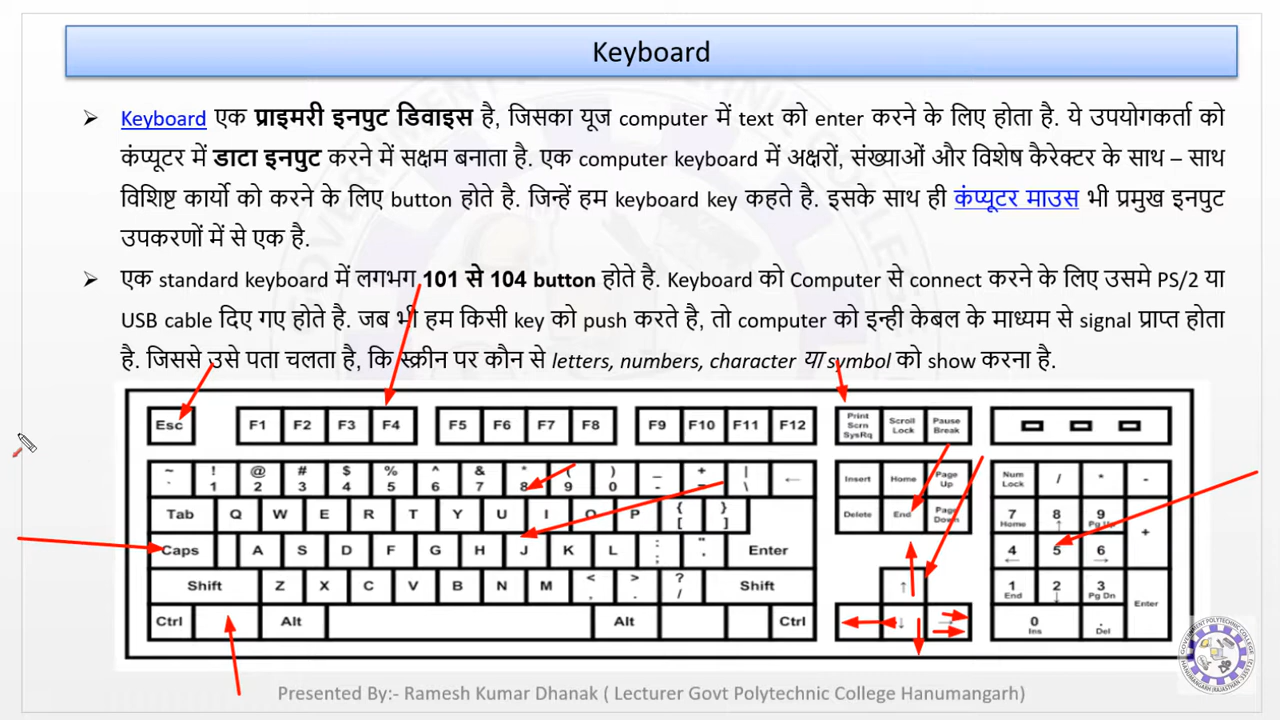 Keyboard
Keyboard एक प्राइमरी इनपुट डिवाइस है, जिसका यूज computer में text को enter करने के लिए होता है. ये उपयोगकर्ता को
कंप्यूटर में डाटा इनपुट करने में सक्षम बनाता है. एक computer keyboard में अक्षरों, संख्याओं और विशेष कैरेक्टर के साथ – साथ
विशिष्ट कार्यो को करने के लिए button होते है. जिन्हें हम keyboard key कहते है. इसके साथ ही कंप्यूटर माउस भी प्रमुख इनपुट
उपकरणों में से एक है.
एक standard keyboard में लगभग 101 से 104 button होते है. Keyboard को Computer से connect करने के लिए उसमे PS/2 या
USB cable दिए गए होते है. जब भी हम किसी key को push करते है, तो computer को इन्ही केबल के माध्यम से signal प्राप्त होता
है. जिससे उसे पता चलता है, कि स्क्रीन पर कौन से letters, numbers, character या symbol को show करना है.
Esc F1 F2 F3 F4 F5 F6 F7 F8 F9 F10 F11 F12 Print Scrn SysRq Scroll Lock Pause Break
~ ! @ # $ % ^ & * ( ) _ + |
` 1 2 3 4 5 6 7 8 9 0 - = \ ← Insert Home Page Up Num Lock / * -
Tab Q W E R T Y U I O P { [ } ] Delete End Page Down 7 Home 8 ↑ 9 Pg Up +
Caps A S D F G H J K L : ; " ' Enter 4 ← 5 6 →
Shift Z X C V B N M < , > . ? / Shift ↑ 1 End 2 ↓ 3 Pg Dn Enter
Ctrl Alt Alt Ctrl ← ↓ → 0 Ins . Del
Presented By:- Ramesh Kumar Dhanak ( Lecturer Govt Polytechnic College Hanumangarh)